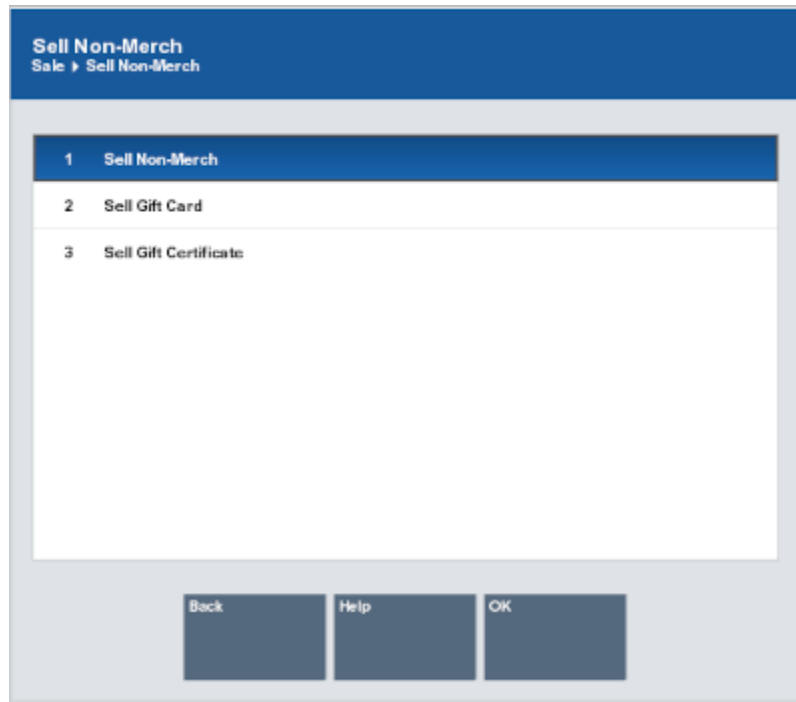 Sell Non-Merch
Sale ▸ Sell Non-Merch
1 Sell Non-Merch
2 Sell Gift Card
3 Sell Gift Certificate
Back Help OK